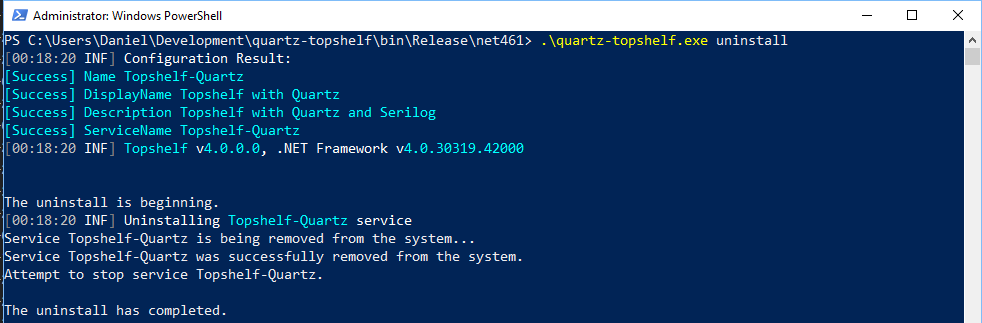 Administrator: Windows PowerShell
PS C:\Users\Daniel\Development\quartz-topshelf\bin\Release\net461> .\quartz-topshelf.exe uninstall
[00:18:20 INF] Configuration Result:
[Success] Name Topshelf-Quartz
[Success] DisplayName Topshelf with Quartz
[Success] Description Topshelf with Quartz and Serilog
[Success] ServiceName Topshelf-Quartz
[00:18:20 INF] Topshelf v4.0.0.0, .NET Framework v4.0.30319.42000
The uninstall is beginning.
[00:18:20 INF] Uninstalling Topshelf-Quartz service
Service Topshelf-Quartz is being removed from the system...
Service Topshelf-Quartz was successfully removed from the system.
Attempt to stop service Topshelf-Quartz.
The uninstall has completed.